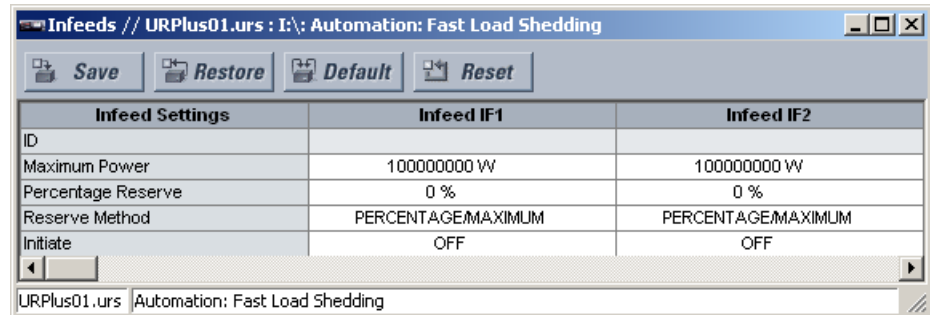 Infeeds // URPlus01.urs : I:\: Automation: Fast Load Shedding
Save Restore Default Reset
Infeed Settings Infeed IF1 Infeed IF2
ID
Maximum Power 100000000 W 100000000 W
Percentage Reserve 0 % 0 %
Reserve Method PERCENTAGE/MAXIMUM PERCENTAGE/MAXIMUM
Initiate OFF OFF
URPlus01.urs Automation: Fast Load Shedding